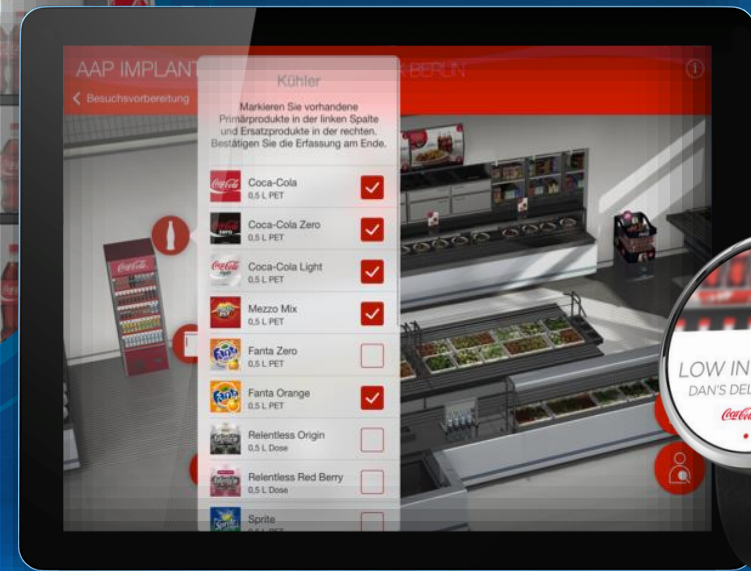 AAP IMPLANT
BERLIN
Besuchsvorbereitung
Kühler
Markieren Sie vorhandene
Primärprodukte in der linken Spalte
und Ersatzprodukte in der rechten.
Bestätigen Sie die Erfassung am Ende.
Coca-Cola
0,5 L PET
Coca-Cola Zero
0,5 L PET
Coca-Cola Light
0,5 L PET
Mezzo Mix
0,5 L PET
Fanta Zero
0,5 L PET
Fanta Orange
0,5 L PET
Relentless Origin
0,5 L Dose
Relentless Red Berry
0,5 L Dose
Sprite
0,5 L PET
LOW IN
DAN'S DEL